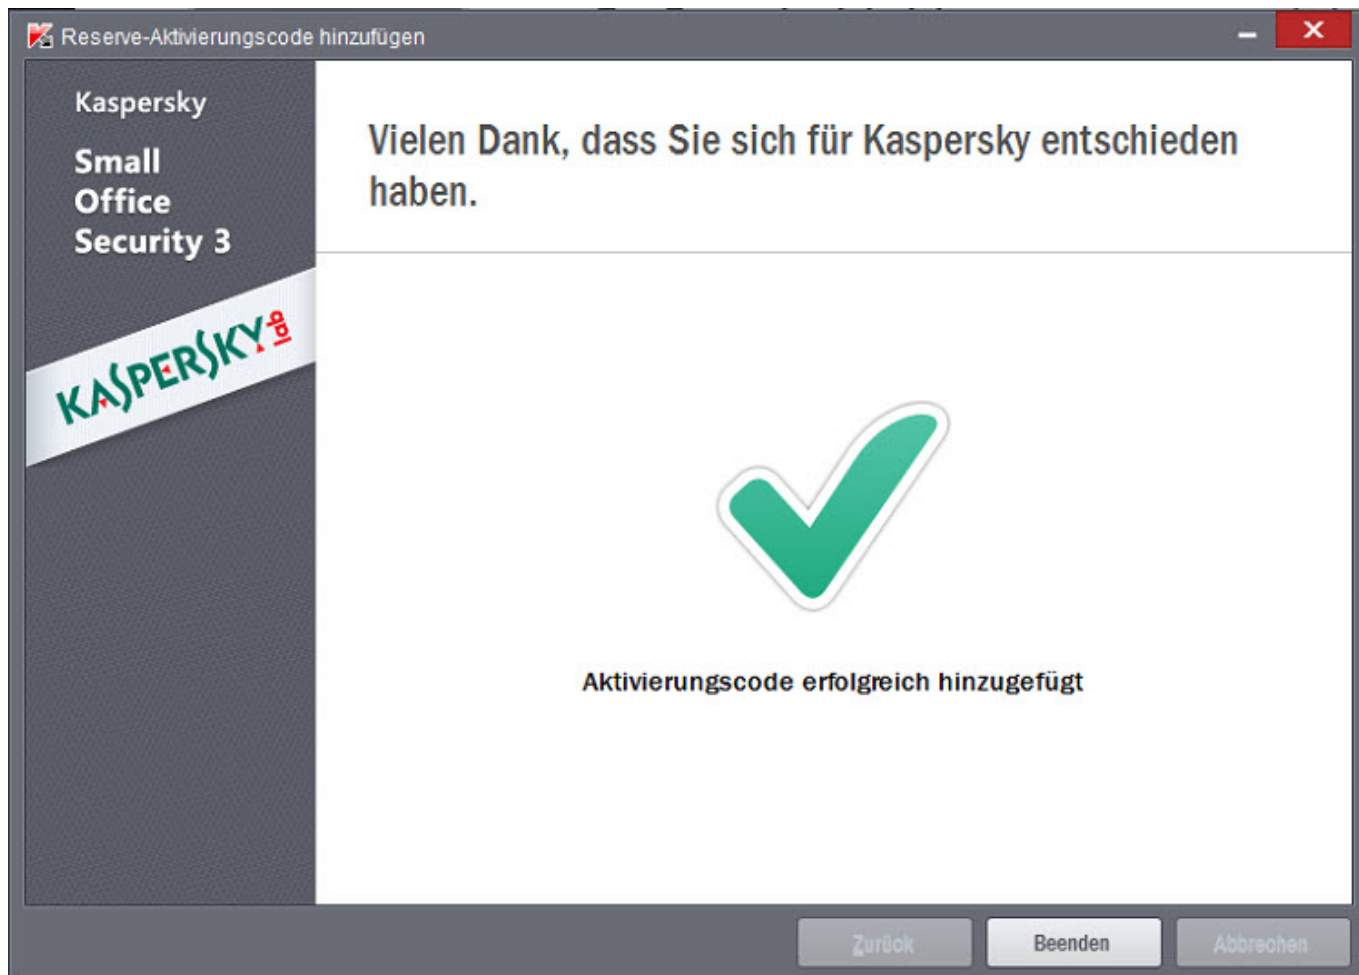 Reserve-Aktivierungscode hinzufügen
Kaspersky
Small
Office
Security 3
KASPERSKY lab
Vielen Dank, dass Sie sich für Kaspersky entschieden
haben.
Aktivierungscode erfolgreich hinzugefügt
Zurück
Beenden
Abbrechen